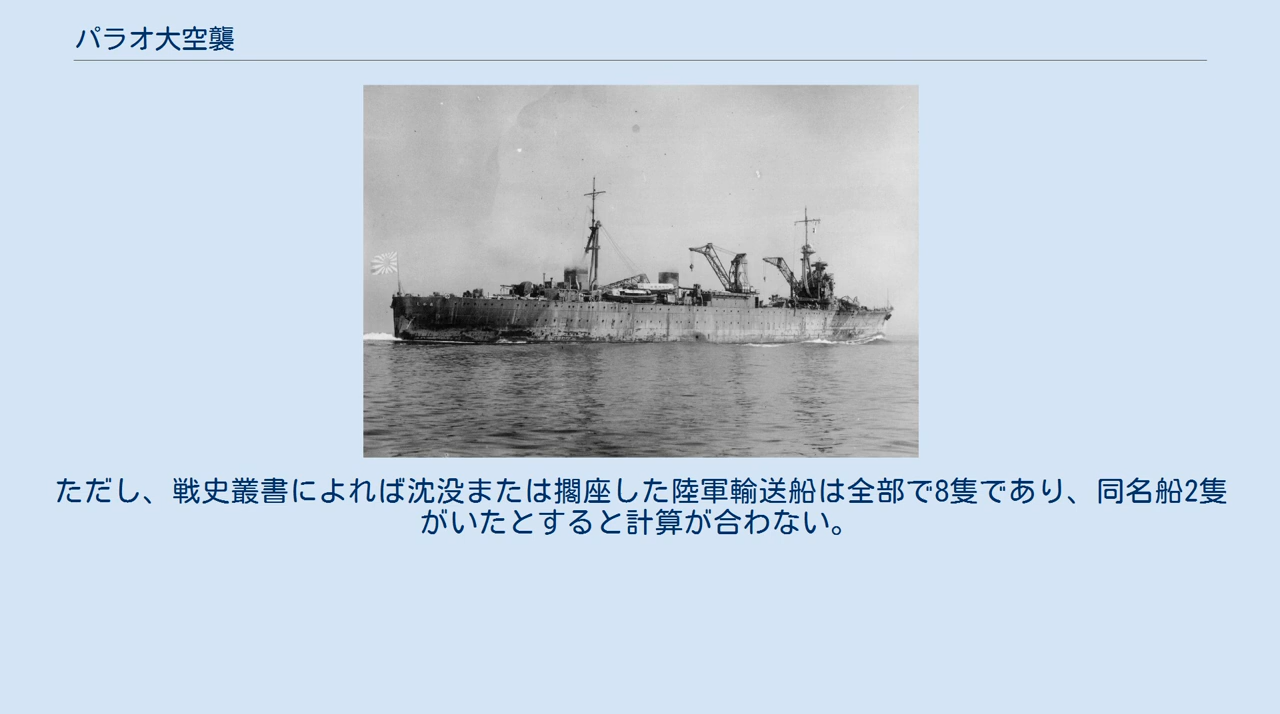 パラオ大空襲
ただし、戦史叢書によれば沈没または擱座した陸軍輸送船は全部で8隻であり、同名船2隻
がいたとすると計算が合わない。